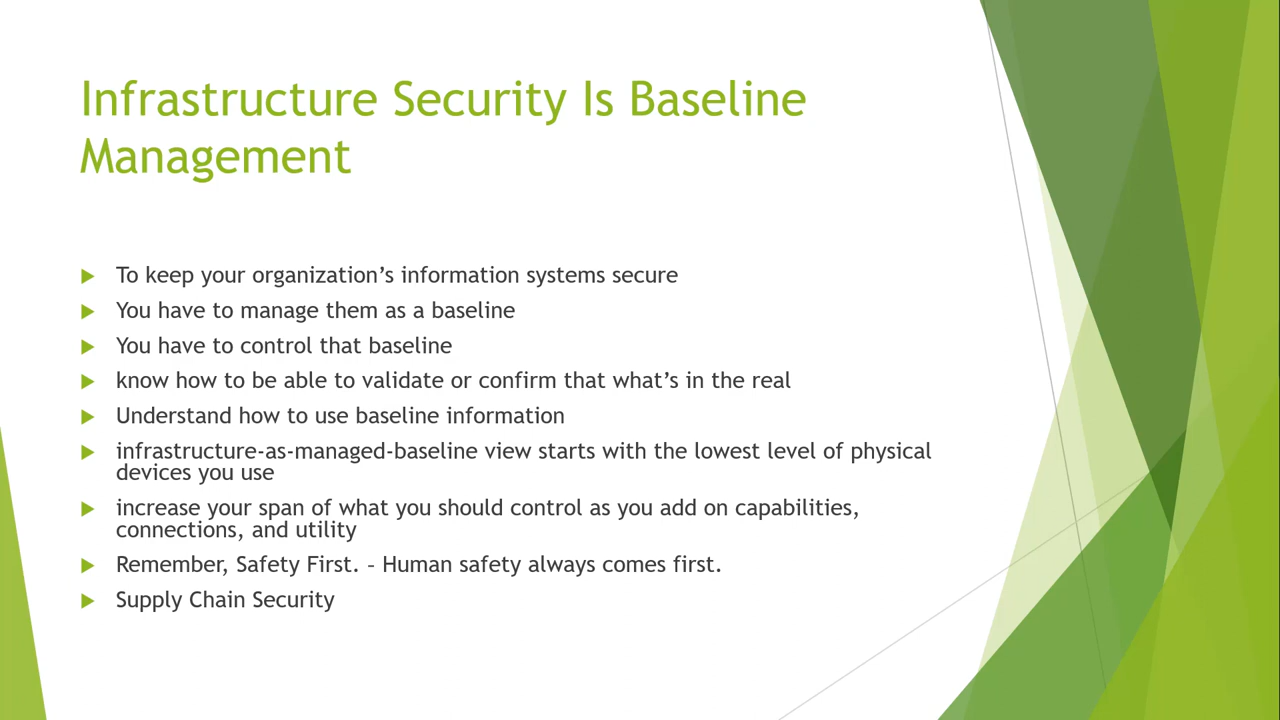 Infrastructure Security Is Baseline
Management
To keep your organization’s information systems secure
You have to manage them as a baseline
You have to control that baseline
know how to be able to validate or confirm that what’s in the real
Understand how to use baseline information
infrastructure-as-managed-baseline view starts with the lowest level of physical
devices you use
increase your span of what you should control as you add on capabilities,
connections, and utility
Remember, Safety First. – Human safety always comes first.
Supply Chain Security